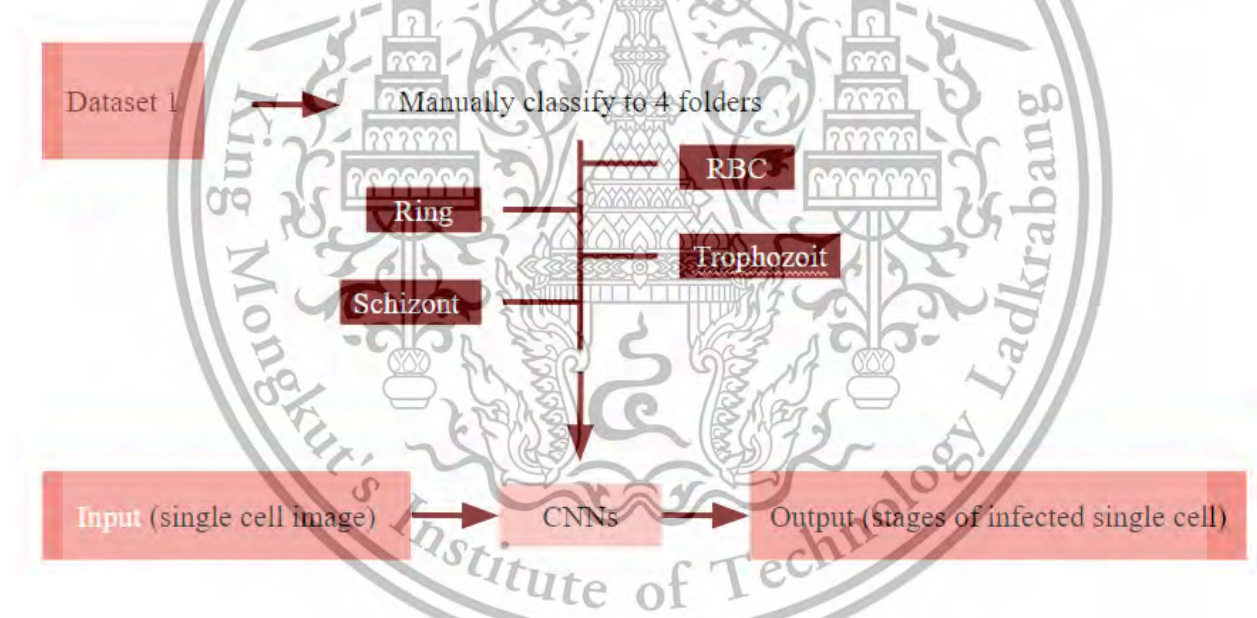 Dataset 1
Manually classify to 4 folders
RBC
Ring
Trophozoit
Schizont
Input (single cell image)
CNNs
Output (stages of infected single cell)
King Mongkut's Institute of Technology Ladkrabang